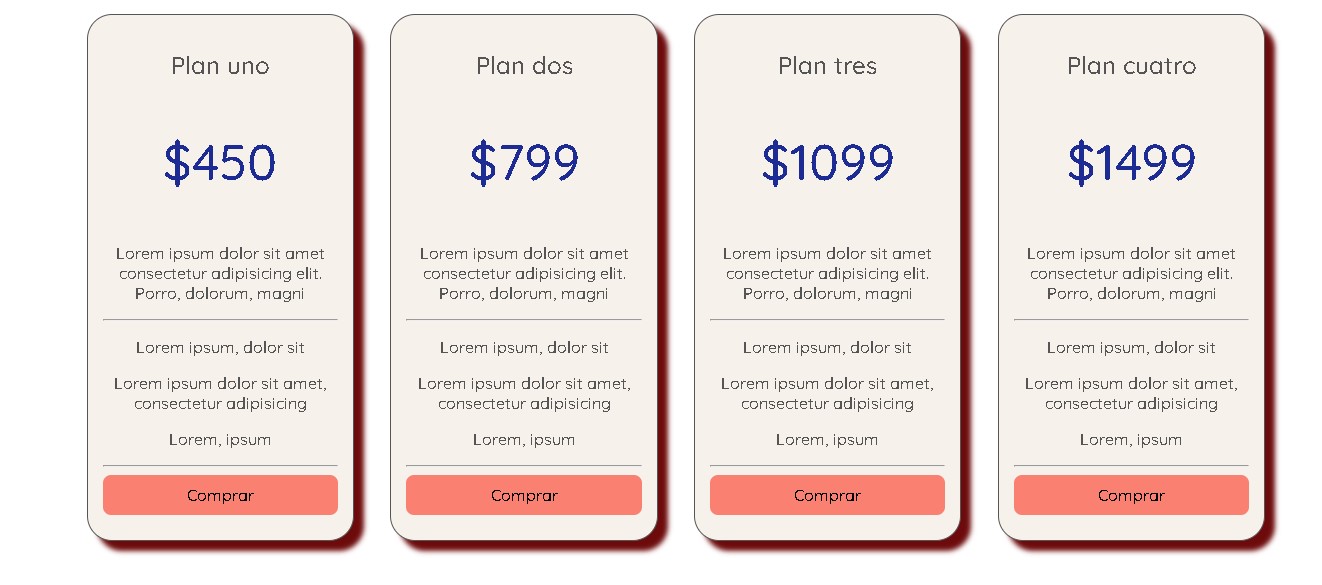 Plan uno
$450
Lorem ipsum dolor sit amet
consectetur adipisicing elit.
Porro, dolorum, magni
Lorem ipsum, dolor sit
Lorem ipsum dolor sit amet,
consectetur adipisicing
Lorem, ipsum
Comprar
Plan dos
$799
Lorem ipsum dolor sit amet
consectetur adipisicing elit.
Porro, dolorum, magni
Lorem ipsum, dolor sit
Lorem ipsum dolor sit amet,
consectetur adipisicing
Lorem, ipsum
Comprar
Plan tres
$1099
Lorem ipsum dolor sit amet
consectetur adipisicing elit.
Porro, dolorum, magni
Lorem ipsum, dolor sit
Lorem ipsum dolor sit amet,
consectetur adipisicing
Lorem, ipsum
Comprar
Plan cuatro
$1499
Lorem ipsum dolor sit amet
consectetur adipisicing elit.
Porro, dolorum, magni
Lorem ipsum, dolor sit
Lorem ipsum dolor sit amet,
consectetur adipisicing
Lorem, ipsum
Comprar